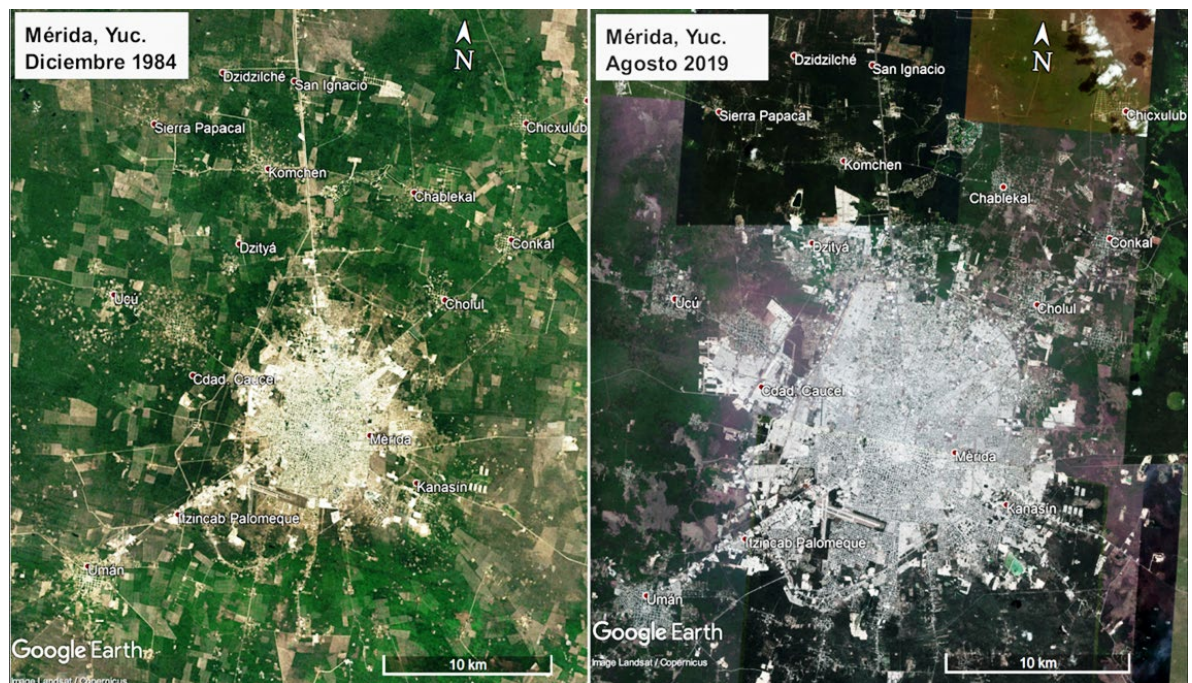 Mérida, Yuc.
Diciembre 1984
N
Dzidzilché
San Ignacio
Sierra Papacal
Chicxulub
Komchen
Chablekal
Dzityá
Conkal
Ucú
Cholul
Cdad. Caucel
Mérida
Kanasín
Itzincab Palomeque
Umán
Google Earth
10 km
Image Landsat / Copernicus
Mérida, Yuc.
Agosto 2019
N
Dzidzilché
San Ignacio
Sierra Papacal
Chicxulub
Komchen
Chablekal
Dzityá
Conkal
Ucú
Cholul
Cdad. Caucel
Mérida
Kanasín
Itzincab Palomeque
Umán
Google Earth
10 km
Image Landsat / Copernicus